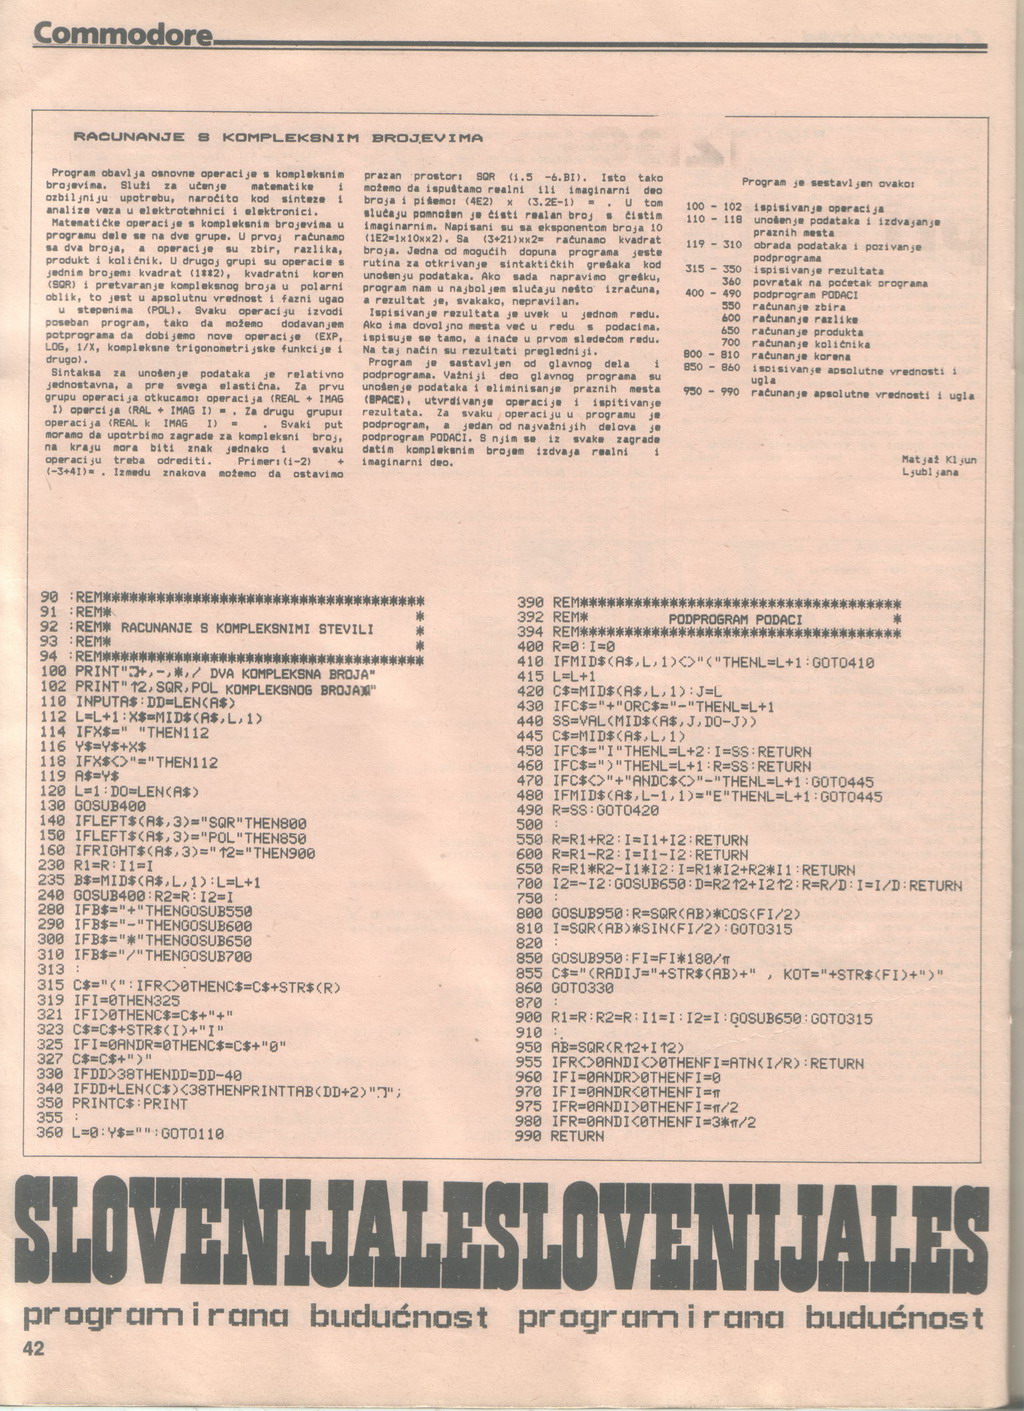 Commodore
RACUNANJE S KOMPLEKSNIM BROJEVIMA
Program obavlja osnovne operacije s kompleksnim
brojevima. Služi za učenje matematike i
ozbiljniju upotrebu, naročito kod sinteze i
analize veza u elektrotehnici i elektronici.
Matematičke operacije s kompleksnim brojevima u
programu dele se na dve grupe. U prvoj računamo
sa dva broja, a operacije su zbir, razlika,
produkt i količnik. U drugoj grupi su operacie s
jednim brojem: kvadrat (1**2), kvadratni koren
(SQR) i pretvaranje kompleksnog broja u polarni
oblik, to jest u apsolutnu vrednost i fazni ugao
u stepenima (POL). Svaku operaciju izvodi
poseban program, tako da možemo dodavanjem
potprograma da dobijemo nove operacije (EXP,
LOG, 1/X, kompleksne trigonometrijske funkcije i
drugo).
Sintaksa za unošenje podataka je relativno
jednostavna, a pre svega elastična. Za prvu
grupu operacija otkucamo: operacija (REAL + IMAG
I) opercija (RAL + IMAG I) = . Za drugu grupu:
operacija (REAL k IMAG I) = . Svaki put
moramo da upotrbimo zagrade za kompleksni broj,
na kraju mora biti znak jednako i svaku
operaciju treba odrediti. Primer:(i-2) +
(-3+4I)= . Izmedu znakova možemo da ostavimo
prazan prostor: SQR (i.5 -6.8I). Isto tako
možemo da ispuštamo realni ili imaginarni deo
broja i pišemo: (4E2) x (3.2E-1) = . U tom
slučaju pomnožen je čisti realan broj s čistim
imaginarnim. Napisani su sa eksponentom broja 10
(1E2=1x10xx2). Sa (3+21)xx2= računamo kvadrat
broja. Jedna od mogućih dopuna programa jeste
rutina za otkrivanje sintaktičkih grešaka kod
unošenju podataka. Ako sada napravimo grešku,
program nam u najboljem slučaju nešto izračuna,
a rezultat je, svakako, nepravilan.
Ispisivanje rezultata je uvek u jednom redu.
Ako ima dovoljno mesta već u redu s podacima,
ispisuje se tamo, a inače u prvom sledećom redu.
Na taj način su rezultati pregledniji.
Program je sastavljen od glavnog dela i
podprograma. Važniji deo glavnog programa su
unošenje podataka i eliminisanje praznih mesta
(SPACE), utvrdivanje operacije i ispitivanje
rezultata. Za svaku operaciju u programu je
podprogram, a jedan od najvažnijih delova je
podprogram PODACI. S njim se iz svake zagrade
datim kompleksnim brojem izdvaja realni i
imaginarni deo.
Program je sestavljen ovako:
100 - 102 ispisivanje operacija
110 - 118 unošenje podataka i izdvajanje
praznih mesta
119 - 310 obrada podataka i pozivanje
podprograma
315 - 350 ispisivanje rezultata
360 povratak na početak programa
400 - 490 podprogram PODACI
550 računanje zbira
600 računanje razlike
650 računanje produkta
700 računanje količnika
800 - 810 računanje korena
850 - 860 ispisivanje apsolutne vrednosti i
ugla
950 - 990 računanje apsolutne vrednosti i ugla
Matjaž Kljun
Ljubljana
90 :REM************************************
91 :REM* *
92 :REM* RACUNANJE S KOMPLEKSNIMI STEVILI *
93 :REM* *
94 :REM************************************
100 PRINT"+,-,*,/ DVA KOMPLEKSNA BROJA"
102 PRINT"↑2,SQR,POL KOMPLEKSNOG BROJA"
110 INPUTA$:DD=LEN(A$)
112 L=L+1:X$=MID$(A$,L,1)
114 IFX$=" "THEN112
116 Y$=Y$+X$
118 IFX$<>"="THEN112
119 A$=Y$
120 L=1:DO=LEN(A$)
130 GOSUB400
140 IFLEFT$(A$,3)="SQR"THEN800
150 IFLEFT$(A$,3)="POL"THEN850
160 IFRIGHT$(A$,3)="↑2="THEN900
230 R1=R:I1=I
235 B$=MID$(A$,L,1):L=L+1
240 GOSUB400:R2=R:I2=I
280 IFB$="+"THENGOSUB550
290 IFB$="-"THENGOSUB600
300 IFB$="*"THENGOSUB650
310 IFB$="/"THENGOSUB700
313 :
315 C$="(":IFR<>0THENC$=C$+STR$(R)
319 IFI=0THEN325
321 IFI>0THENC$=C$+"+"
323 C$=C$+STR$(I)+"I"
325 IFI=0ANDR=0THENC$=C$+"0"
327 C$=C$+")"
330 IFDD>38THENDD=DD-40
340 IFDD+LEN(C$)<38THENPRINTTAB(DD+2)"";
350 PRINTC$:PRINT
355 :
360 L=0:Y$="":GOTO110
390 REM************************************
392 REM* PODPROGRAM PODACI *
394 REM************************************
400 R=0:I=0
410 IFMID$(A$,L,1)<>"("THENL=L+1:GOTO410
415 L=L+1
420 C$=MID$(A$,L,1):J=L
430 IFC$="+"ORC$="-"THENL=L+1
440 SS=VAL(MID$(A$,J,DO-J))
445 C$=MID$(A$,L,1)
450 IFC$="I"THENL=L+2:I=SS:RETURN
460 IFC$=")"THENL=L+1:R=SS:RETURN
470 IFC$<>"+"ANDC$<>"-"THENL=L+1:GOTO445
480 IFMID$(A$,L-1,1)="E"THENL=L+1:GOTO445
490 R=SS:GOTO420
500 :
550 R=R1+R2:I=I1+I2:RETURN
600 R=R1-R2:I=I1-I2:RETURN
650 R=R1*R2-I1*I2:I=R1*I2+R2*I1:RETURN
700 I2=-I2:GOSUB650:D=R2↑2+I2↑2:R=R/D:I=I/D:RETURN
750 :
800 GOSUB950:R=SQR(AB)*COS(FI/2)
810 I=SQR(AB)*SIN(FI/2):GOTO315
820 :
850 GOSUB950:FI=FI*180/π
855 C$="(RADIJ="+STR$(AB)+" , KOT="+STR$(FI)+")"
860 GOTO330
870 :
900 R1=R:R2=R:I1=I:I2=I:GOSUB650:GOTO315
910 :
950 AB=SQR(R↑2+I↑2)
955 IFR<>0ANDI<>0THENFI=ATN(I/R):RETURN
960 IFI=0ANDR>0THENFI=0
970 IFI=0ANDR<0THENFI=π
975 IFR=0ANDI>0THENFI=π/2
980 IFR=0ANDI<0THENFI=3*π/2
990 RETURN
SLOVENIJALESSLOVENIJALES
programirana budućnost programirana budućnost
42